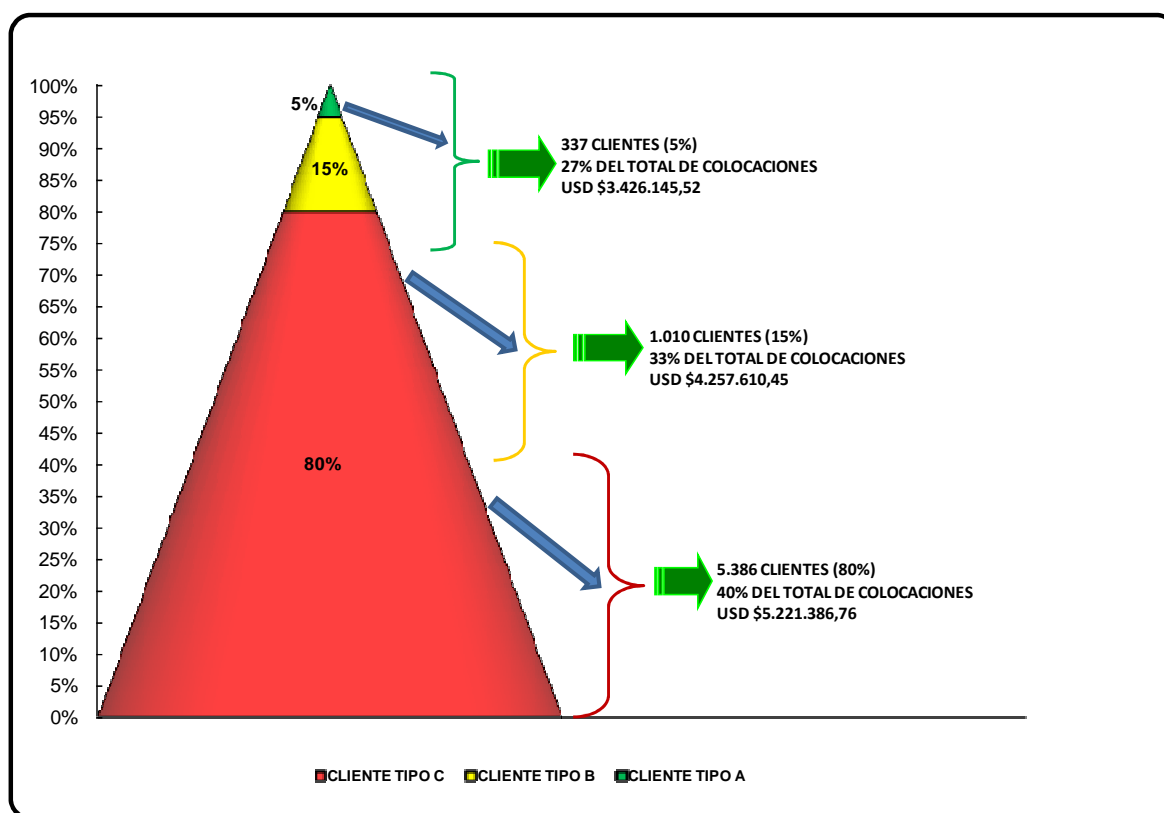 100%
95%
90%
85%
80%
75%
70%
65%
60%
55%
50%
45%
40%
35%
30%
25%
20%
15%
10%
5%
0%
5%
15%
80%
337 CLIENTES (5%)
27% DEL TOTAL DE COLOCACIONES
USD $3.426.145,52
1.010 CLIENTES (15%)
33% DEL TOTAL DE COLOCACIONES
USD $4.257.610,45
5.386 CLIENTES (80%)
40% DEL TOTAL DE COLOCACIONES
USD $5.221.386,76
CLIENTE TIPO C CLIENTE TIPO B CLIENTE TIPO A